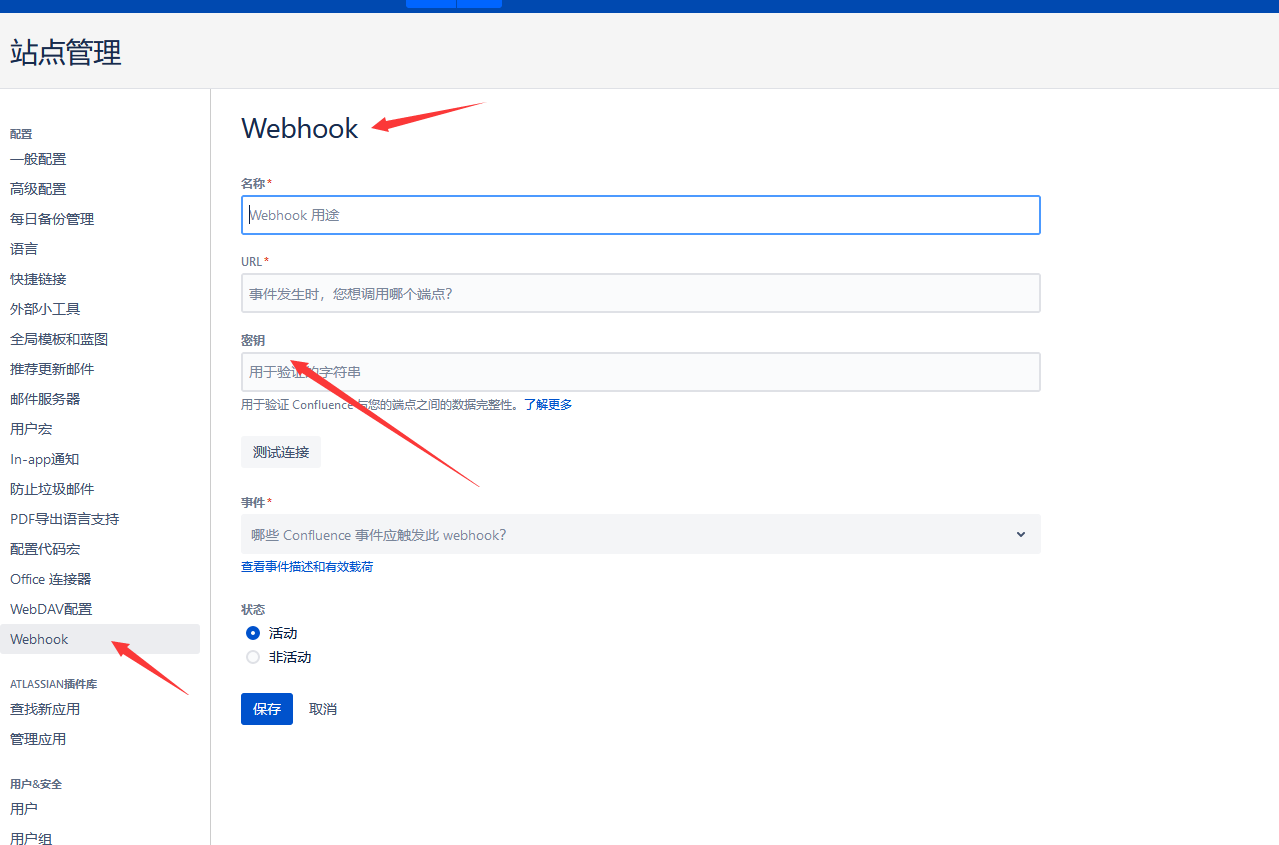 站点管理
配置
一般配置
高级配置
每日备份管理
语言
快捷链接
外部小工具
全局模板和蓝图
推荐更新邮件
邮件服务器
用户宏
In-app通知
防止垃圾邮件
PDF导出语言支持
配置代码宏
Office 连接器
WebDAV配置
Webhook
ATLASSIAN插件库
查找新应用
管理应用
用户&安全
用户
用户组
Webhook
名称*
Webhook 用途
URL*
事件发生时，您想调用哪个端点?
密钥
用于验证的字符串
用于验证 Confluence 与您的端点之间的数据完整性。了解更多
测试连接
事件*
哪些 Confluence 事件应触发此 webhook?
查看事件描述和有效载荷
状态
活动
非活动
保存 取消